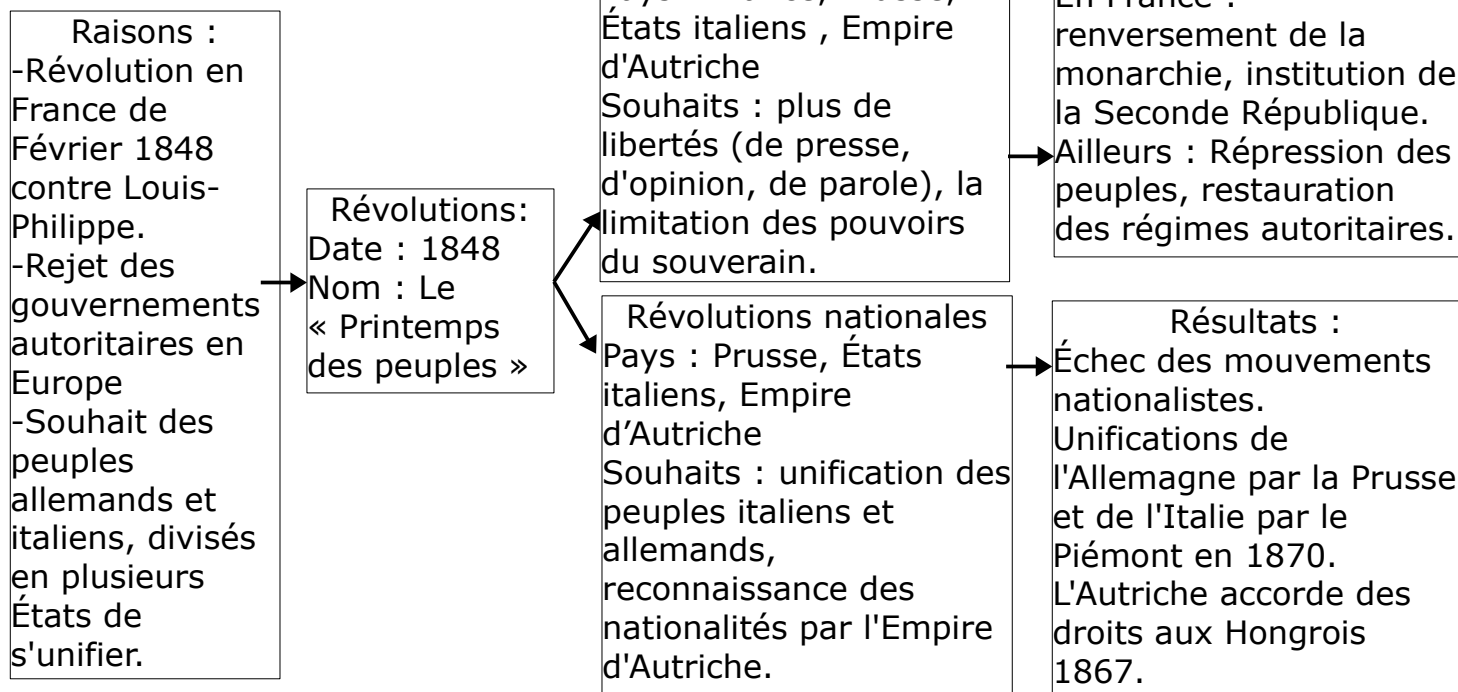 Raisons :
-Révolution en
France de
Février 1848
contre Louis-
Philippe.
-Rejet des
gouvernements
autoritaires en
Europe
-Souhait des
peuples
allemands et
italiens, divisés
en plusieurs
États de
s'unifier.
Révolutions:
Date : 1848
Nom : Le
« Printemps
des peuples »
États italiens , Empire
d'Autriche
Souhaits : plus de
libertés (de presse,
d'opinion, de parole), la
limitation des pouvoirs
du souverain.
En France :
renversement de la
monarchie, institution de
la Seconde République.
Ailleurs : Répression des
peuples, restauration
des régimes autoritaires.
Révolutions nationales
Pays : Prusse, États
italiens, Empire
d’Autriche
Souhaits : unification des
peuples italiens et
allemands,
reconnaissance des
nationalités par l'Empire
d'Autriche.
Résultats :
Échec des mouvements
nationalistes.
Unifications de
l'Allemagne par la Prusse
et de l'Italie par le
Piémont en 1870.
L'Autriche accorde des
droits aux Hongrois
1867.